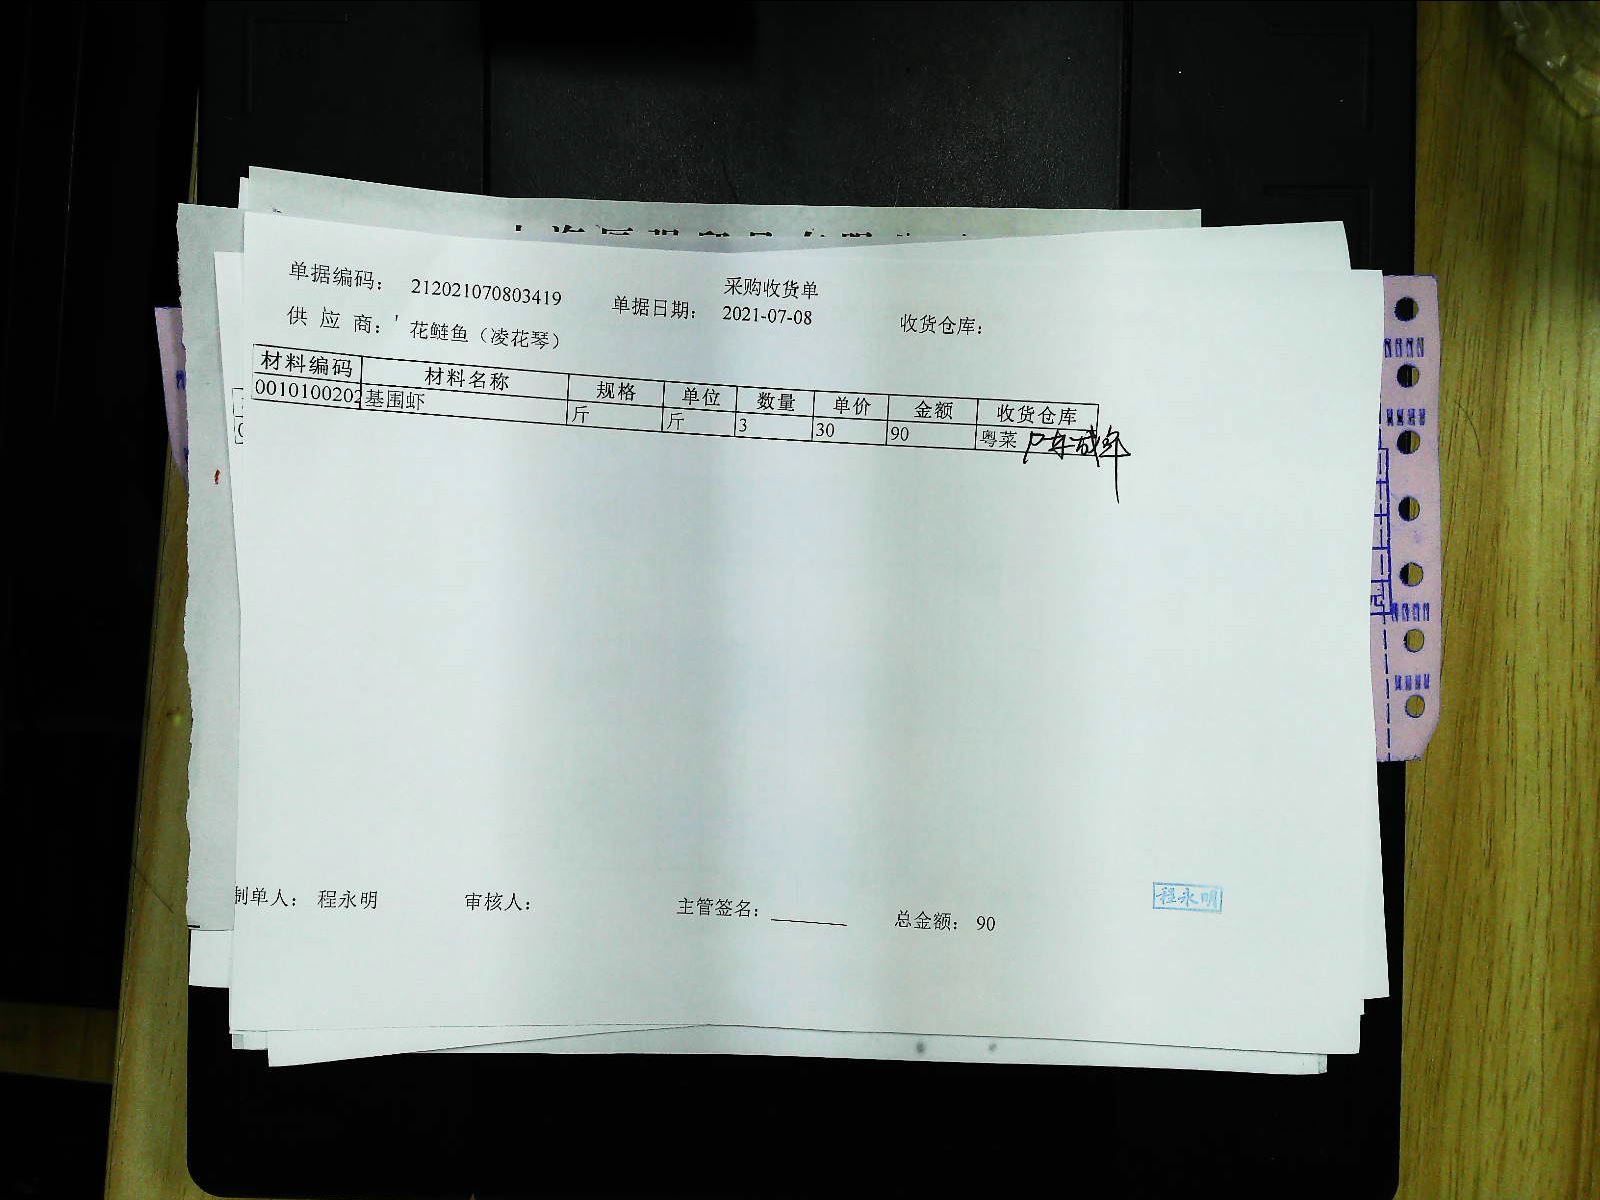 采购收货单
单据编码： 212021070803419 单据日期： 2021-07-08 收货仓库：
供 应 商：' 花鲢鱼（凌花琴）
材料编码 材料名称 规格 单位 数量 单价 金额 收货仓库
0010100202 基围虾 斤 斤 3 30 90 粤菜
制单人： 程永明 审核人： 主管签名： 总金额： 90
程永明